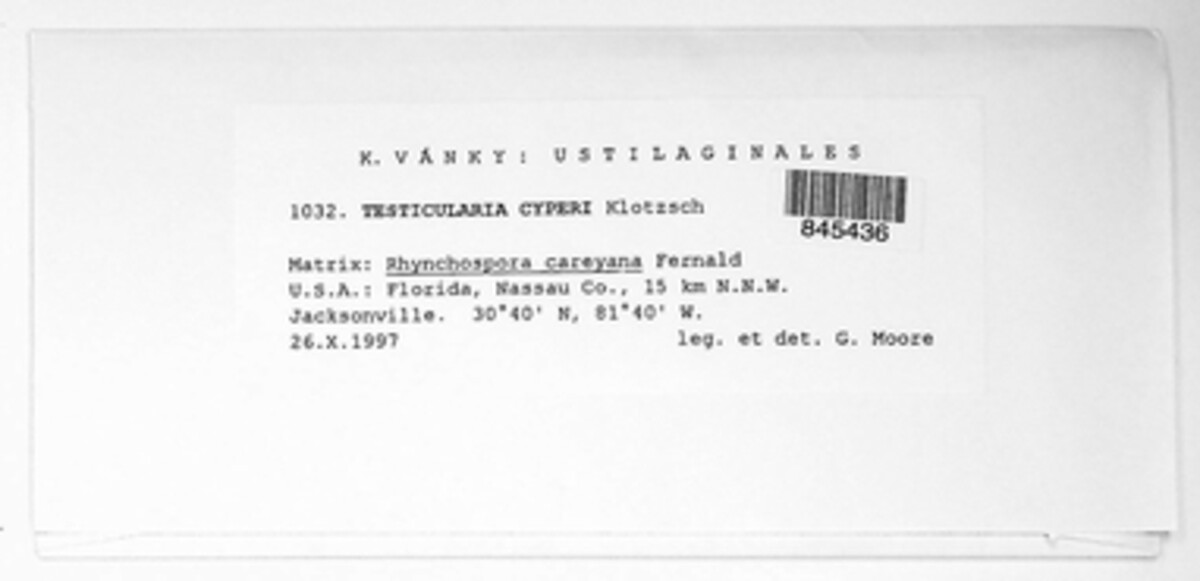 K. VÁNKY: USTILAGINALES
1032. TESTICULARIA CYPERI Klotzsch
845436
Matrix: Rhynchospora careyana Fernald
U.S.A.: Florida, Nassau Co., 15 km N.N.W.
Jacksonville. 30°40' N, 81°40' W.
26.X.1997 leg. et det. G. Moore